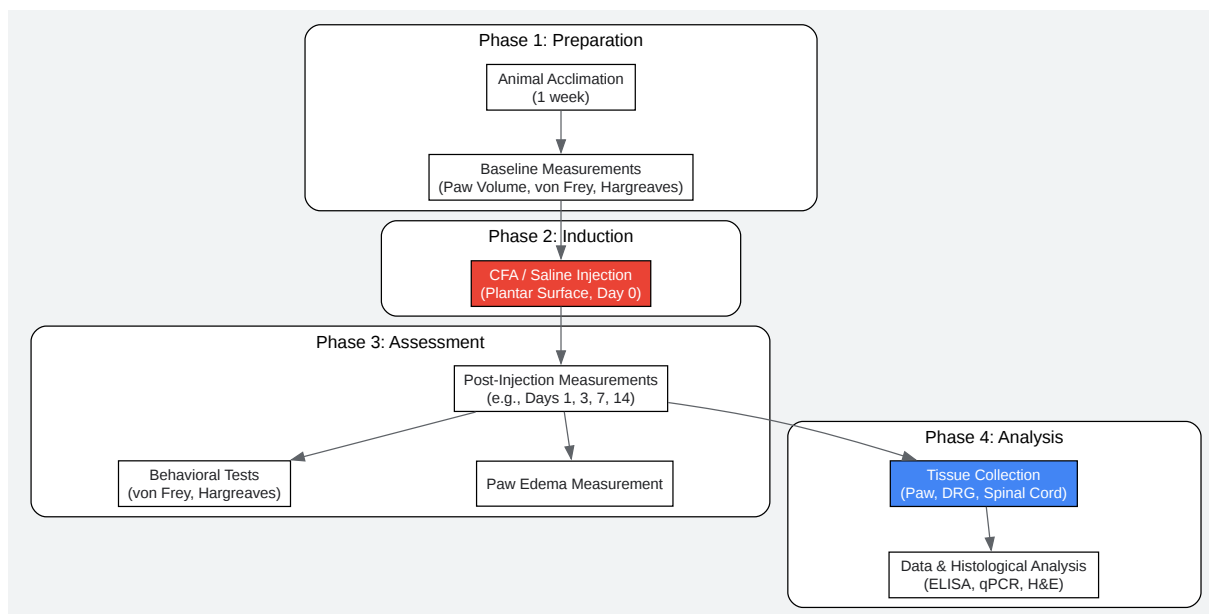 Phase 1: Preparation
Animal Acclimation
(1 week)
Baseline Measurements
(Paw Volume, von Frey, Hargreaves)
Phase 2: Induction
CFA / Saline Injection
(Plantar Surface, Day 0)
Phase 3: Assessment
Post-Injection Measurements
(e.g., Days 1, 3, 7, 14)
Behavioral Tests
(von Frey, Hargreaves)
Paw Edema Measurement
Phase 4: Analysis
Tissue Collection
(Paw, DRG, Spinal Cord)
Data & Histological Analysis
(ELISA, qPCR, H&E)